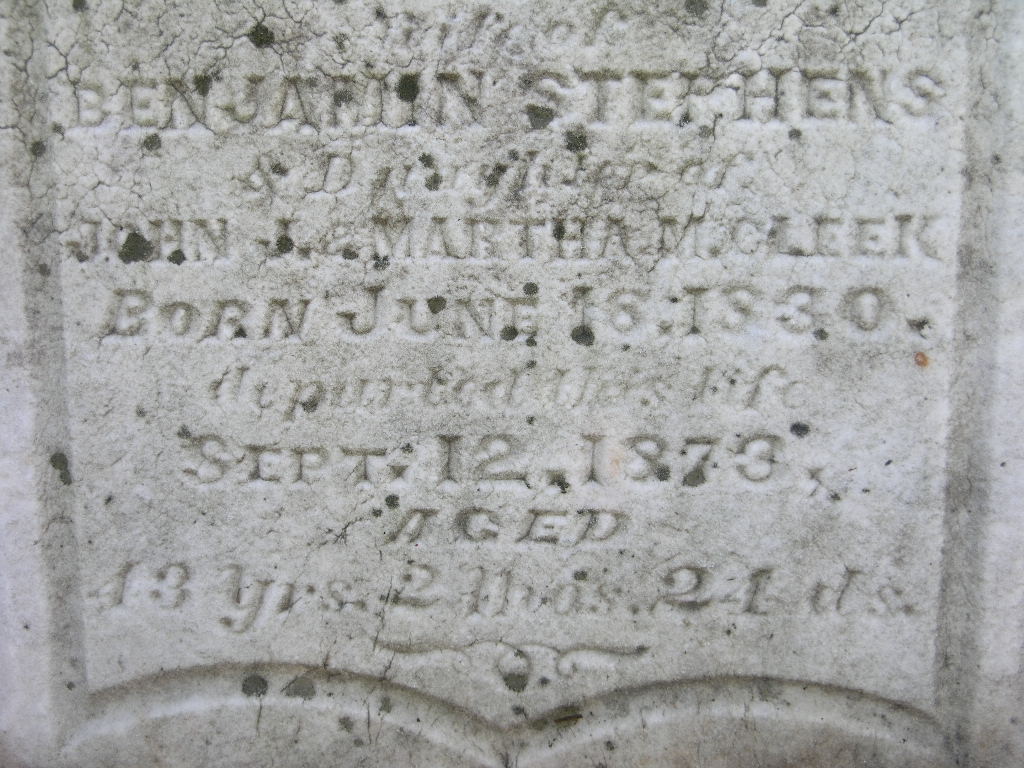 Wife of
BENJAMIN STEPHENS
& Daughter of
JOHN J. & MARTHA MCCLEEK
BORN JUNE 18, 1830.
departed this life
SEPT. 12, 1873,
AGED
43 Yrs. 2 Mos. 24 ds.